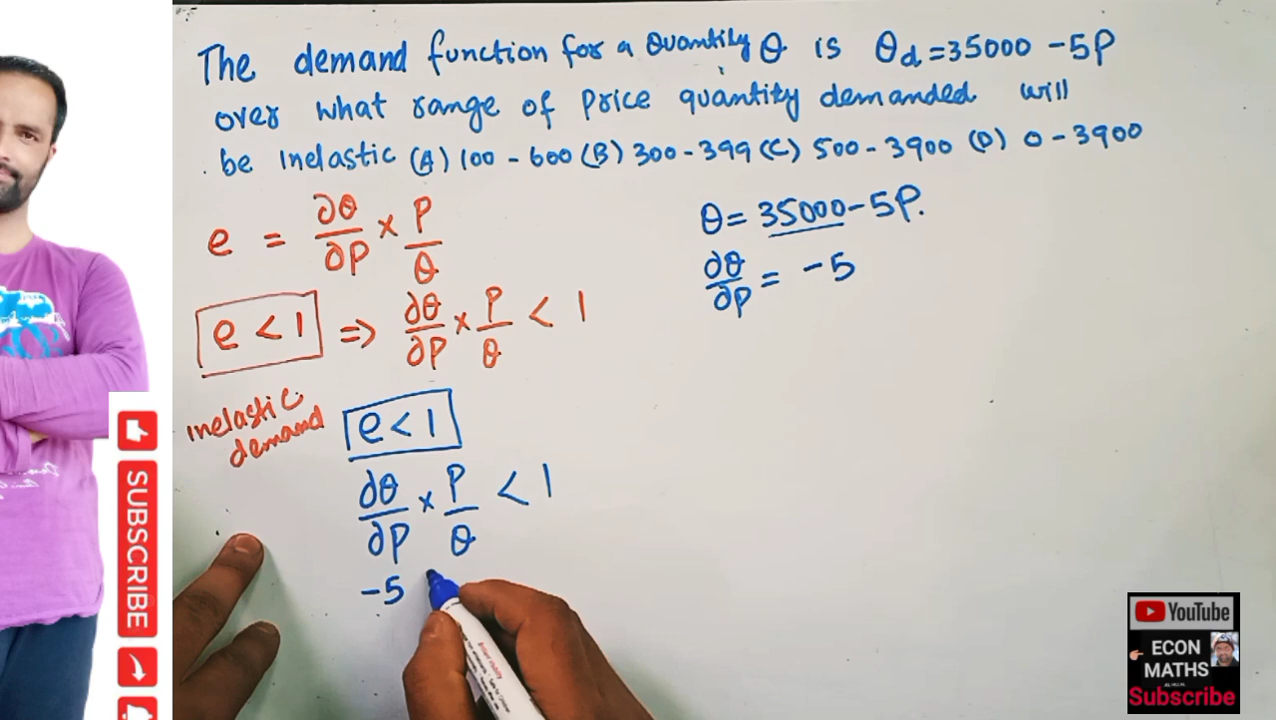 The demand function for a Quantity θ is θd = 35000 - 5P
over what range of Price quantity demanded will
be inelastic (A) 100 - 600 (B) 300 - 399 (C) 500 - 3900 (D) 0 - 3900
e = ∂θ/∂P × P/θ
θ = 35000 - 5P.
∂θ/∂P = -5
e < 1 => ∂θ/∂P × P/θ < 1
inelastic
demand
e < 1
∂θ/∂P × P/θ < 1
-5
SUBSCRIBE
YouTube
ECON
MATHS
Subscribe